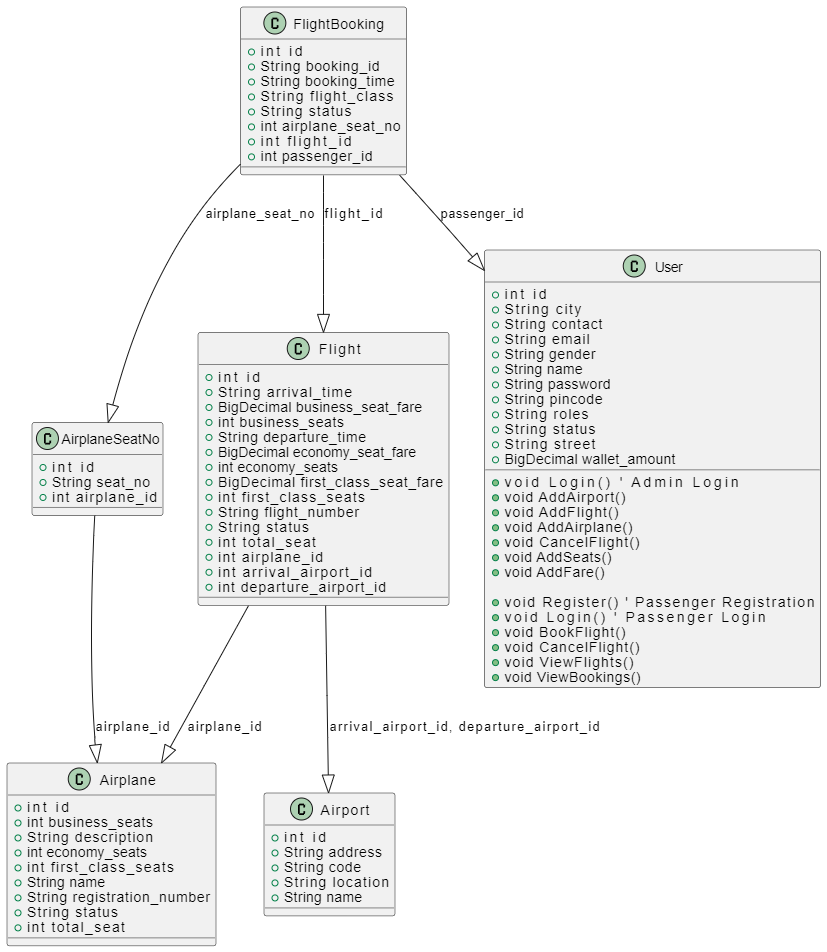 C FlightBooking
int id
String booking_id
String booking_time
String flight_class
String status
int airplane_seat_no
int flight_id
int passenger_id
airplane_seat_no
flight_id
passenger_id
C User
int id
String city
String contact
String email
String gender
String name
String password
String pincode
String roles
String status
String street
BigDecimal wallet_amount
void Login() ' Admin Login
void AddAirport()
void AddFlight()
void AddAirplane()
void CancelFlight()
void AddSeats()
void AddFare()
void Register() ' Passenger Registration
void Login() ' Passenger Login
void BookFlight()
void CancelFlight()
void ViewFlights()
void ViewBookings()
C Flight
int id
String arrival_time
BigDecimal business_seat_fare
int business_seats
String departure_time
BigDecimal economy_seat_fare
int economy_seats
BigDecimal first_class_seat_fare
int first_class_seats
String flight_number
String status
int total_seat
int airplane_id
int arrival_airport_id
int departure_airport_id
C AirplaneSeatNo
int id
String seat_no
int airplane_id
airplane_id
airplane_id
arrival_airport_id, departure_airport_id
C Airplane
int id
int business_seats
String description
int economy_seats
int first_class_seats
String name
String registration_number
String status
int total_seat
C Airport
int id
String address
String code
String location
String name